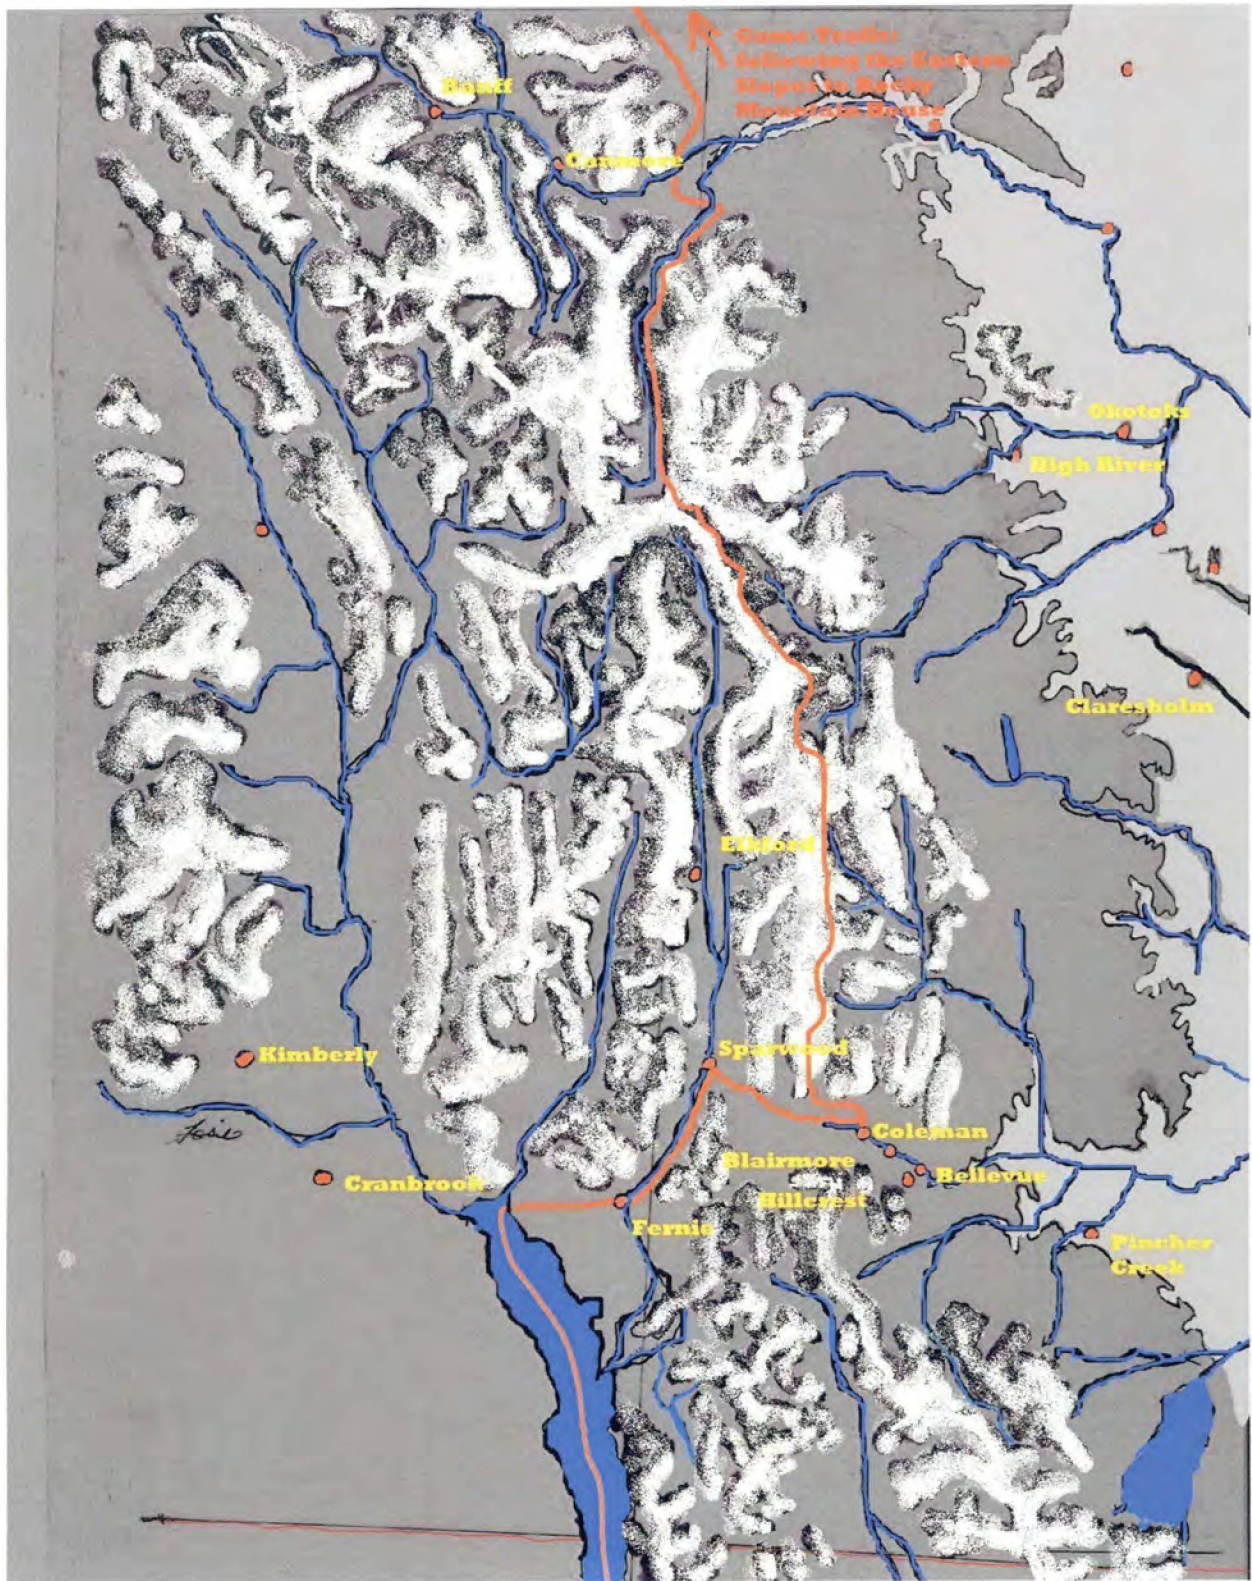 Game Trails:
following the Eastern
Slopes to Rocky
Mountain House
Banff
Canmore
Okotoks
High River
Claresholm
Elkford
Sparwood
Kimberly
Coleman
Blairmore
Bellevue
Cranbrook
Hillcrest
Fernie
Pincher
Creek